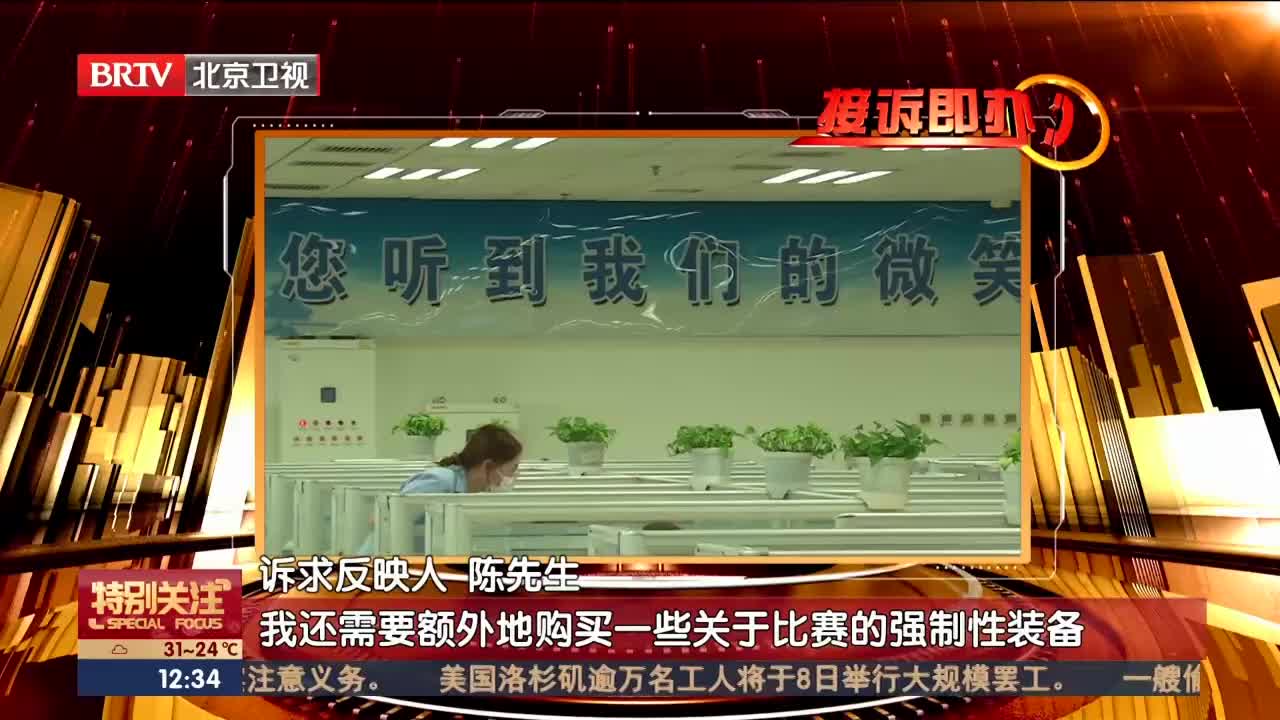 BRTV 北京卫视
接诉即办
您听到我们的微笑
诉求反映人 陈先生
我还需要额外地购买一些关于比赛的强制性装备
特别关注
SPECIAL FOCUS
31~24℃
12:34
注意义务。 美国洛杉矶逾万名工人将于8日举行大规模罢工。 一艘